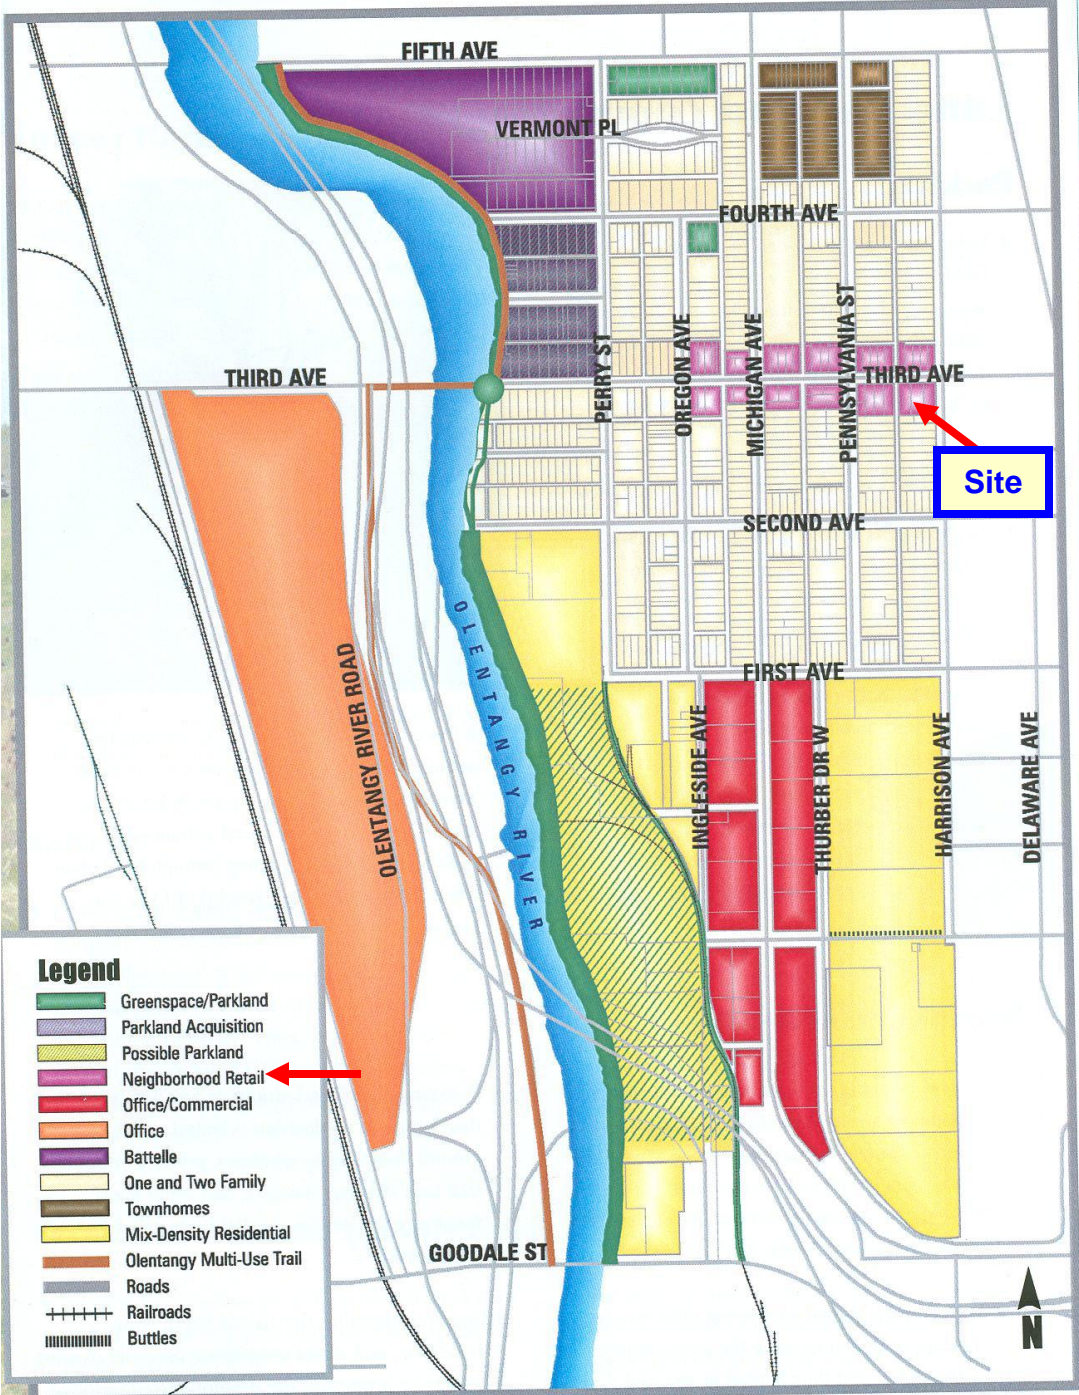 FIFTH AVE
VERMONT PL
FOURTH AVE
PERRY ST
OREGON AVE
MICHIGAN AVE
PENNSYLVANIA ST
THIRD AVE
THIRD AVE
Site
SECOND AVE
OLENTANGY RIVER
OLENTANGY RIVER ROAD
FIRST AVE
INGLESIDE AVE
THURBER DR W
HARRISON AVE
DELAWARE AVE
GOODALE ST
Legend
Greenspace/Parkland
Parkland Acquisition
Possible Parkland
Neighborhood Retail
Office/Commercial
Office
Battelle
One and Two Family
Townhomes
Mix-Density Residential
Olentangy Multi-Use Trail
Roads
Railroads
Buttles
N